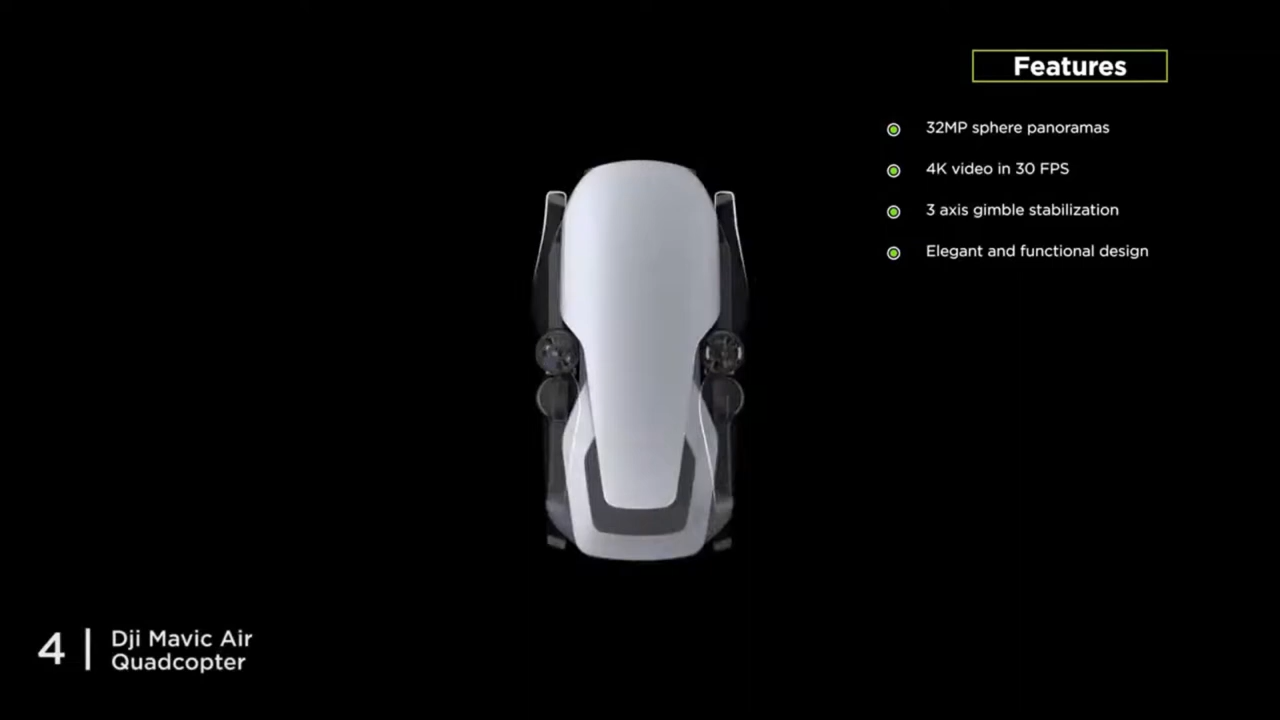 Features
32MP sphere panoramas
4K video in 30 FPS
3 axis gimble stabilization
Elegant and functional design
4
Dji Mavic Air
Quadcopter